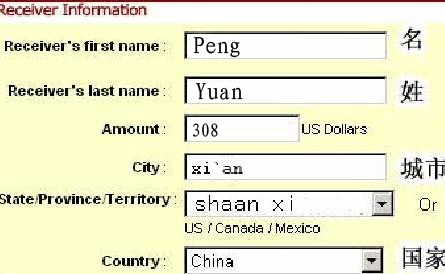 Receiver Information
Receiver's first name : Peng 名
Receiver's last name : Yuan 姓
Amount : 308 US Dollars
City : xi`an 城市
State/Province/Territory : shaan xi Or
US / Canada / Mexico
Country : China 国家